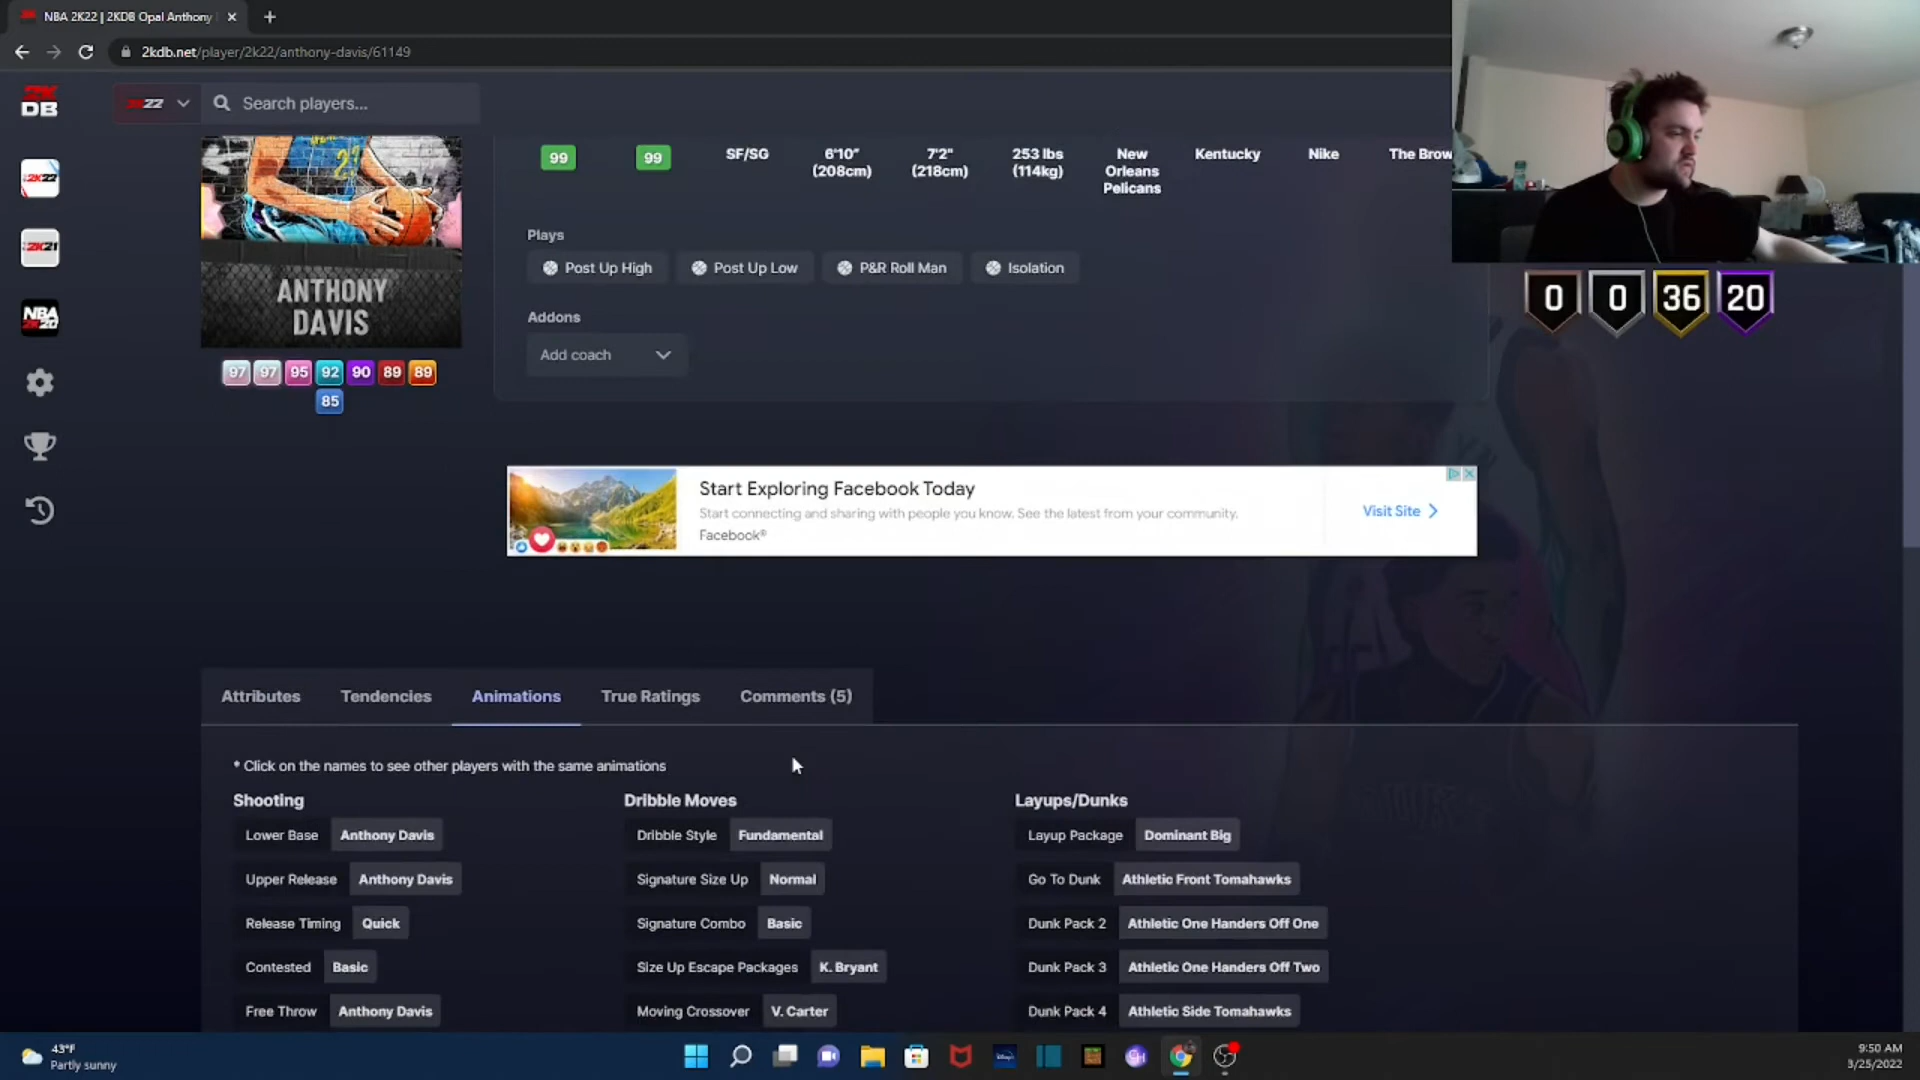 NBA 2K22 | 2KDB Opal Anthony
2kdb.net/player/2k22/anthony-davis/61149
2K
DB
2K22
Search players...
99
99
SF/SG
6'10"
(208cm)
7'2"
(218cm)
253 lbs
(114kg)
New
Orleans
Pelicans
Kentucky
Nike
The Brow
2K22
Plays
Post Up High
Post Up Low
P&R Roll Man
Isolation
2K21
ANTHONY
DAVIS
Addons
Add coach
0
0
36
20
NBA
2K20
97
97
95
92
90
89
89
85
Start Exploring Facebook Today
Start connecting and sharing with people you know. See the latest from your community.
Facebook®
Visit Site
Attributes
Tendencies
Animations
True Ratings
Comments (5)
* Click on the names to see other players with the same animations
Shooting
Lower Base Anthony Davis
Upper Release Anthony Davis
Release Timing Quick
Contested Basic
Free Throw Anthony Davis
Dribble Moves
Dribble Style Fundamental
Signature Size Up Normal
Signature Combo Basic
Size Up Escape Packages K. Bryant
Moving Crossover V. Carter
Layups/Dunks
Layup Package Dominant Big
Go To Dunk Athletic Front Tomahawks
Dunk Pack 2 Athletic One Handers Off One
Dunk Pack 3 Athletic One Handers Off Two
Dunk Pack 4 Athletic Side Tomahawks
43°F
Partly sunny
9:50 AM
3/25/2022